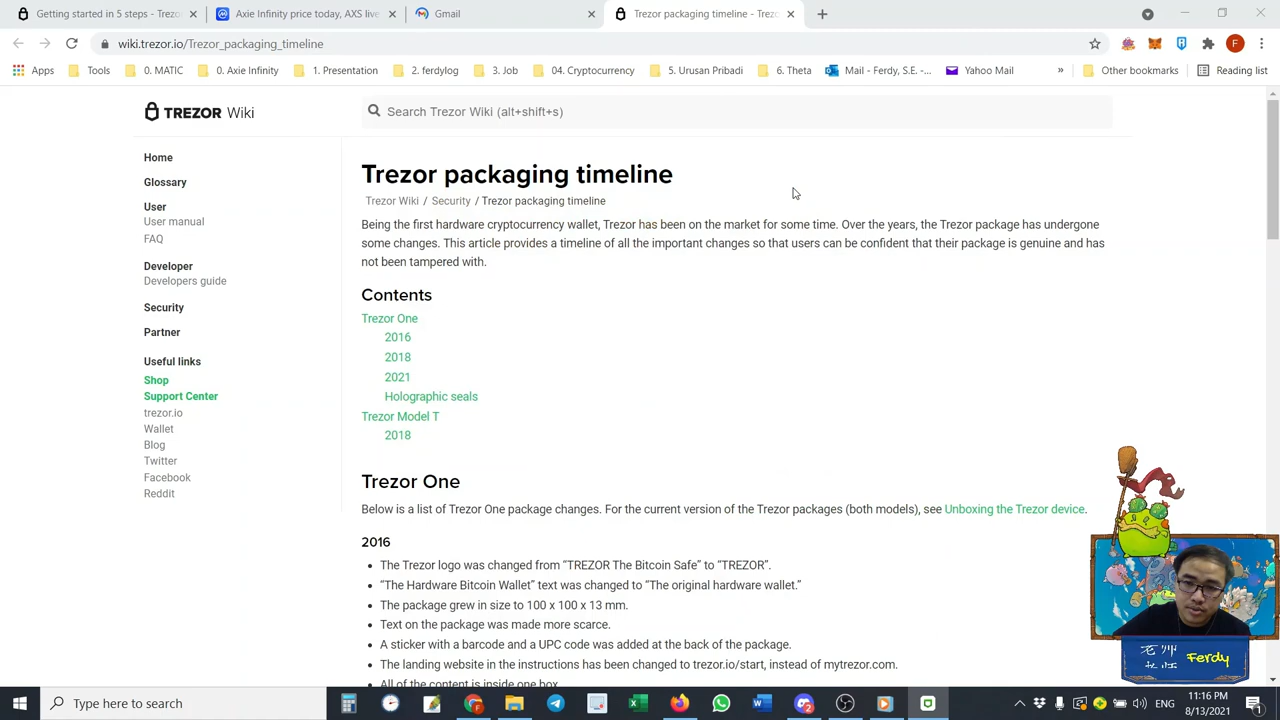 Getting started in 5 steps - Trezor
Axie Infinity price today, AXS live
Gmail
Trezor packaging timeline - Trezo
wiki.trezor.io/Trezor_packaging_timeline
F
Apps
Tools
0. MATIC
0. Axie Infinity
1. Presentation
2. ferdylog
3. Job
04. Cryptocurrency
5. Urusan Pribadi
6. Theta
Mail - Ferdy, S.E. -...
Yahoo Mail
»
Other bookmarks
Reading list
TREZOR Wiki
Search Trezor Wiki (alt+shift+s)
Home
Glossary
User
User manual
FAQ
Developer
Developers guide
Security
Partner
Useful links
Shop
Support Center
trezor.io
Wallet
Blog
Twitter
Facebook
Reddit
Trezor packaging timeline
Trezor Wiki / Security / Trezor packaging timeline
Being the first hardware cryptocurrency wallet, Trezor has been on the market for some time. Over the years, the Trezor package has undergone
some changes. This article provides a timeline of all the important changes so that users can be confident that their package is genuine and has
not been tampered with.
Contents
Trezor One
2016
2018
2021
Holographic seals
Trezor Model T
2018
Trezor One
Below is a list of Trezor One package changes. For the current version of the Trezor packages (both models), see Unboxing the Trezor device.
2016
The Trezor logo was changed from “TREZOR The Bitcoin Safe” to “TREZOR”.
“The Hardware Bitcoin Wallet” text was changed to “The original hardware wallet.”
The package grew in size to 100 x 100 x 13 mm.
Text on the package was made more scarce.
A sticker with a barcode and a UPC code was added at the back of the package.
The landing website in the instructions has been changed to trezor.io/start, instead of mytrezor.com.
All of the content is inside one box
老师
Ferdy
Type here to search
ENG
11:16 PM
8/13/2021